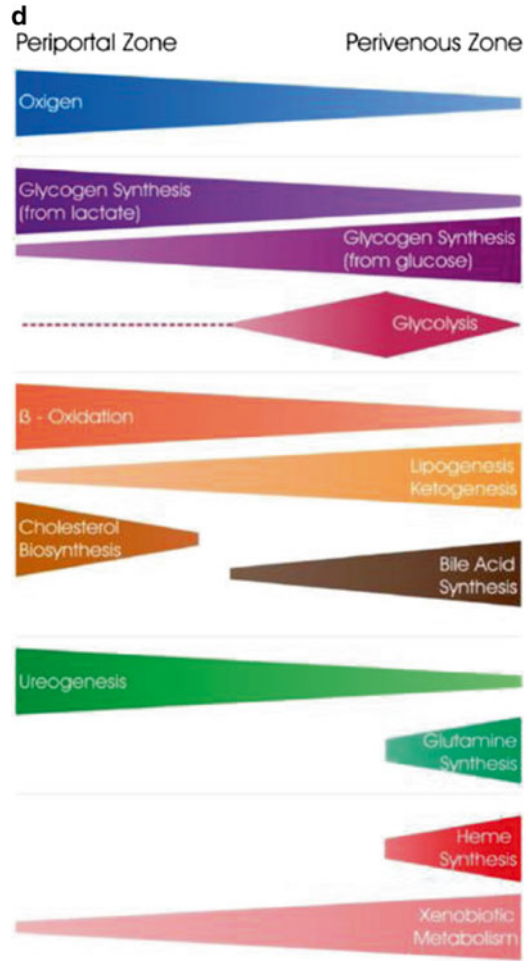 d
Periportal Zone Perivenous Zone
Oxigen
Glycogen Synthesis
(from lactate)
Glycogen Synthesis
(from glucose)
Glycolysis
ß - Oxidation
Lipogenesis
Ketogenesis
Cholesterol
Biosynthesis
Bile Acid
Synthesis
Ureogenesis
Glutamine
Synthesis
Heme
Synthesis
Xenobiotic
Metabolism